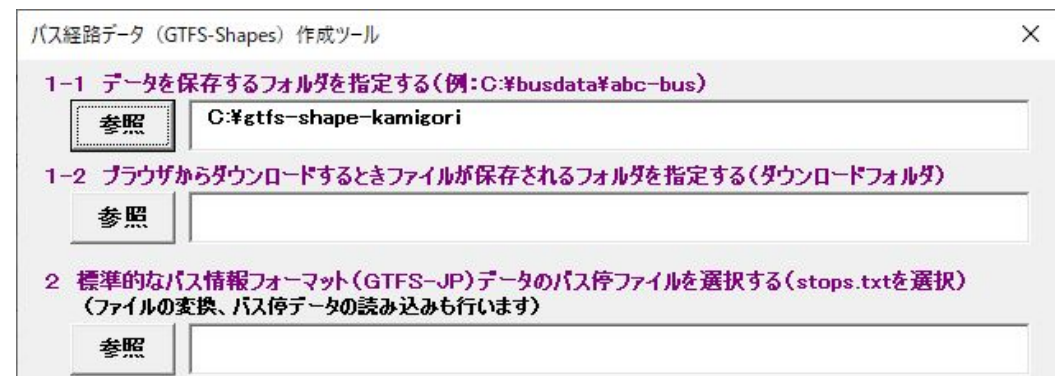 バス経路データ（GTFS-Shapes）作成ツール
1-1 データを保存するフォルダを指定する(例:C:¥busdata¥abc-bus)
参照 C:¥gtfs-shape-kamigori
1-2 ブラウザからダウンロードするときファイルが保存されるフォルダを指定する(ダウンロードフォルダ)
参照
2 標準的なバス情報フォーマット(GTFS-JP)データのバス停ファイルを選択する(stops.txtを選択)
(ファイルの変換、バス停データの読み込みも行います)
参照